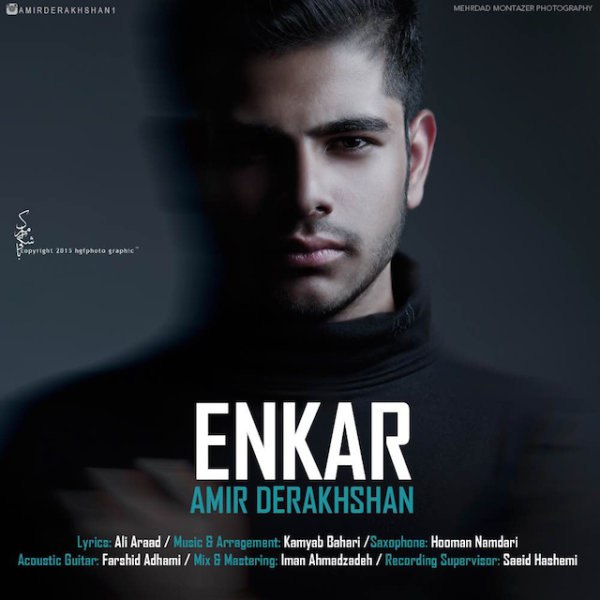 AMIRDERAKHSHAN1
MEHRDAD MONTAZER PHOTOGRAPHY
copyright 2015 hgfphoto graphic™
ENKAR
AMIR DERAKHSHAN
Lyrics: Ali Araad / Music & Arragement: Kamyab Bahari /Saxophone: Hooman Namdari
Acoustic Guitar: Farshid Adhami / Mix & Mastering: Iman Ahmadzadeh / Recording Supervisor: Saeid Hashemi